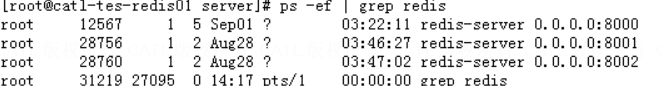 [root@catl-tes-redis01 server]# ps -ef | grep redis
root 12567 1 5 Sep01 ? 03:22:11 redis-server 0.0.0.0:8000
root 28756 1 2 Aug28 ? 03:46:27 redis-server 0.0.0.0:8001
root 28760 1 2 Aug28 ? 03:47:02 redis-server 0.0.0.0:8002
root 31219 27095 0 14:17 pts/1 00:00:00 grep redis